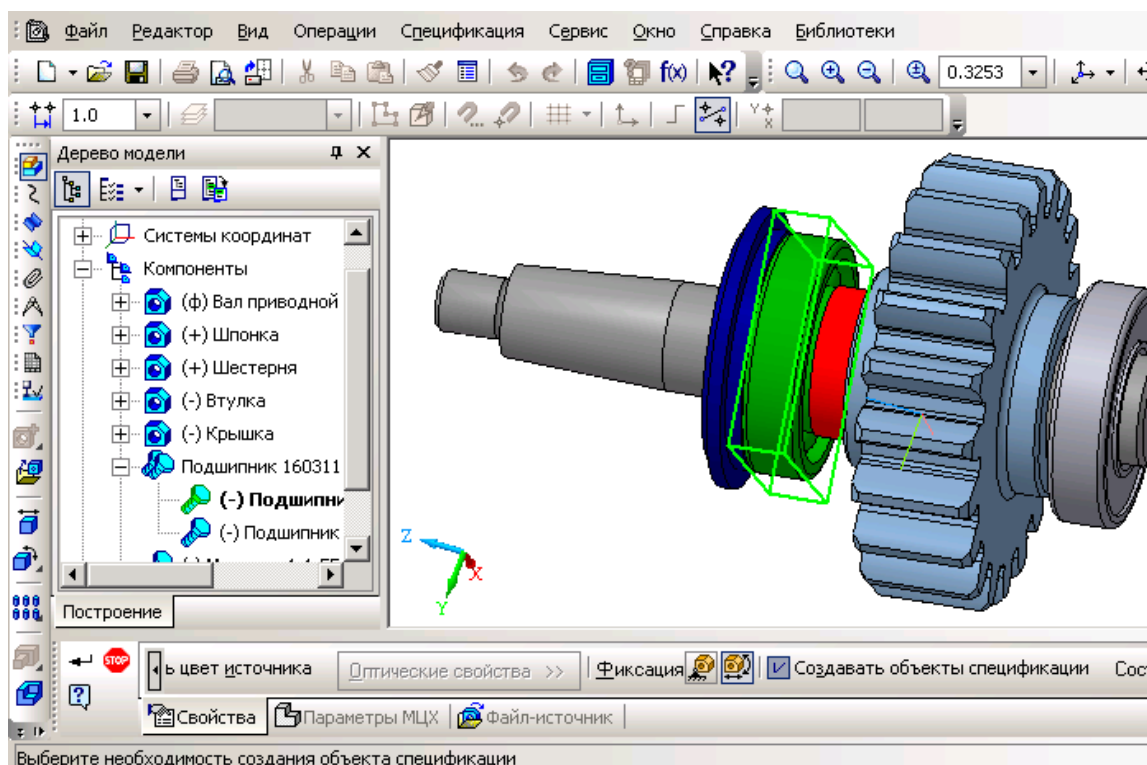 Файл Редактор Вид Операции Спецификация Сервис Окно Справка Библиотеки
f(x) 0.3253
1.0
Дерево модели
Системы координат
Компоненты
(ф) Вал приводной
(+) Шпонка
(+) Шестерня
(-) Втулка
(-) Крышка
Подшипник 160311
(-) Подшипни
(-) Подшипник
Построение
Z
X
Y
STOP ь цвет источника Оптические свойства >> Фиксация Создавать объекты спецификации Сос
Свойства Параметры МЦХ Файл-источник
Выберите необходимость создания объекта спецификации